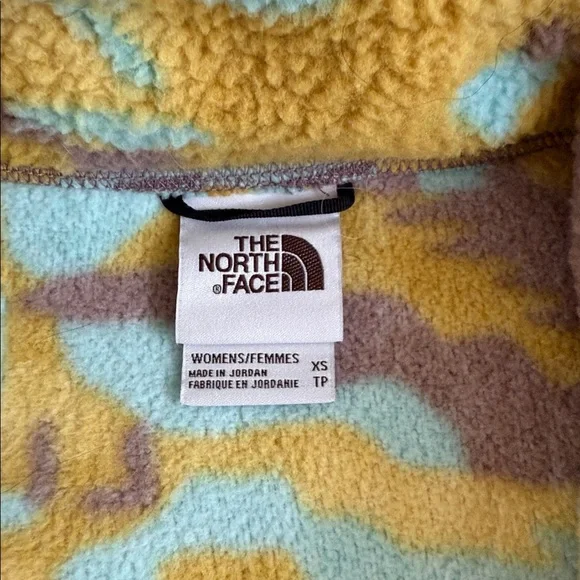 THE
NORTH
® FACE
WOMENS/FEMMES XS
MADE IN JORDAN
FABRIQUE EN JORDANIE TP